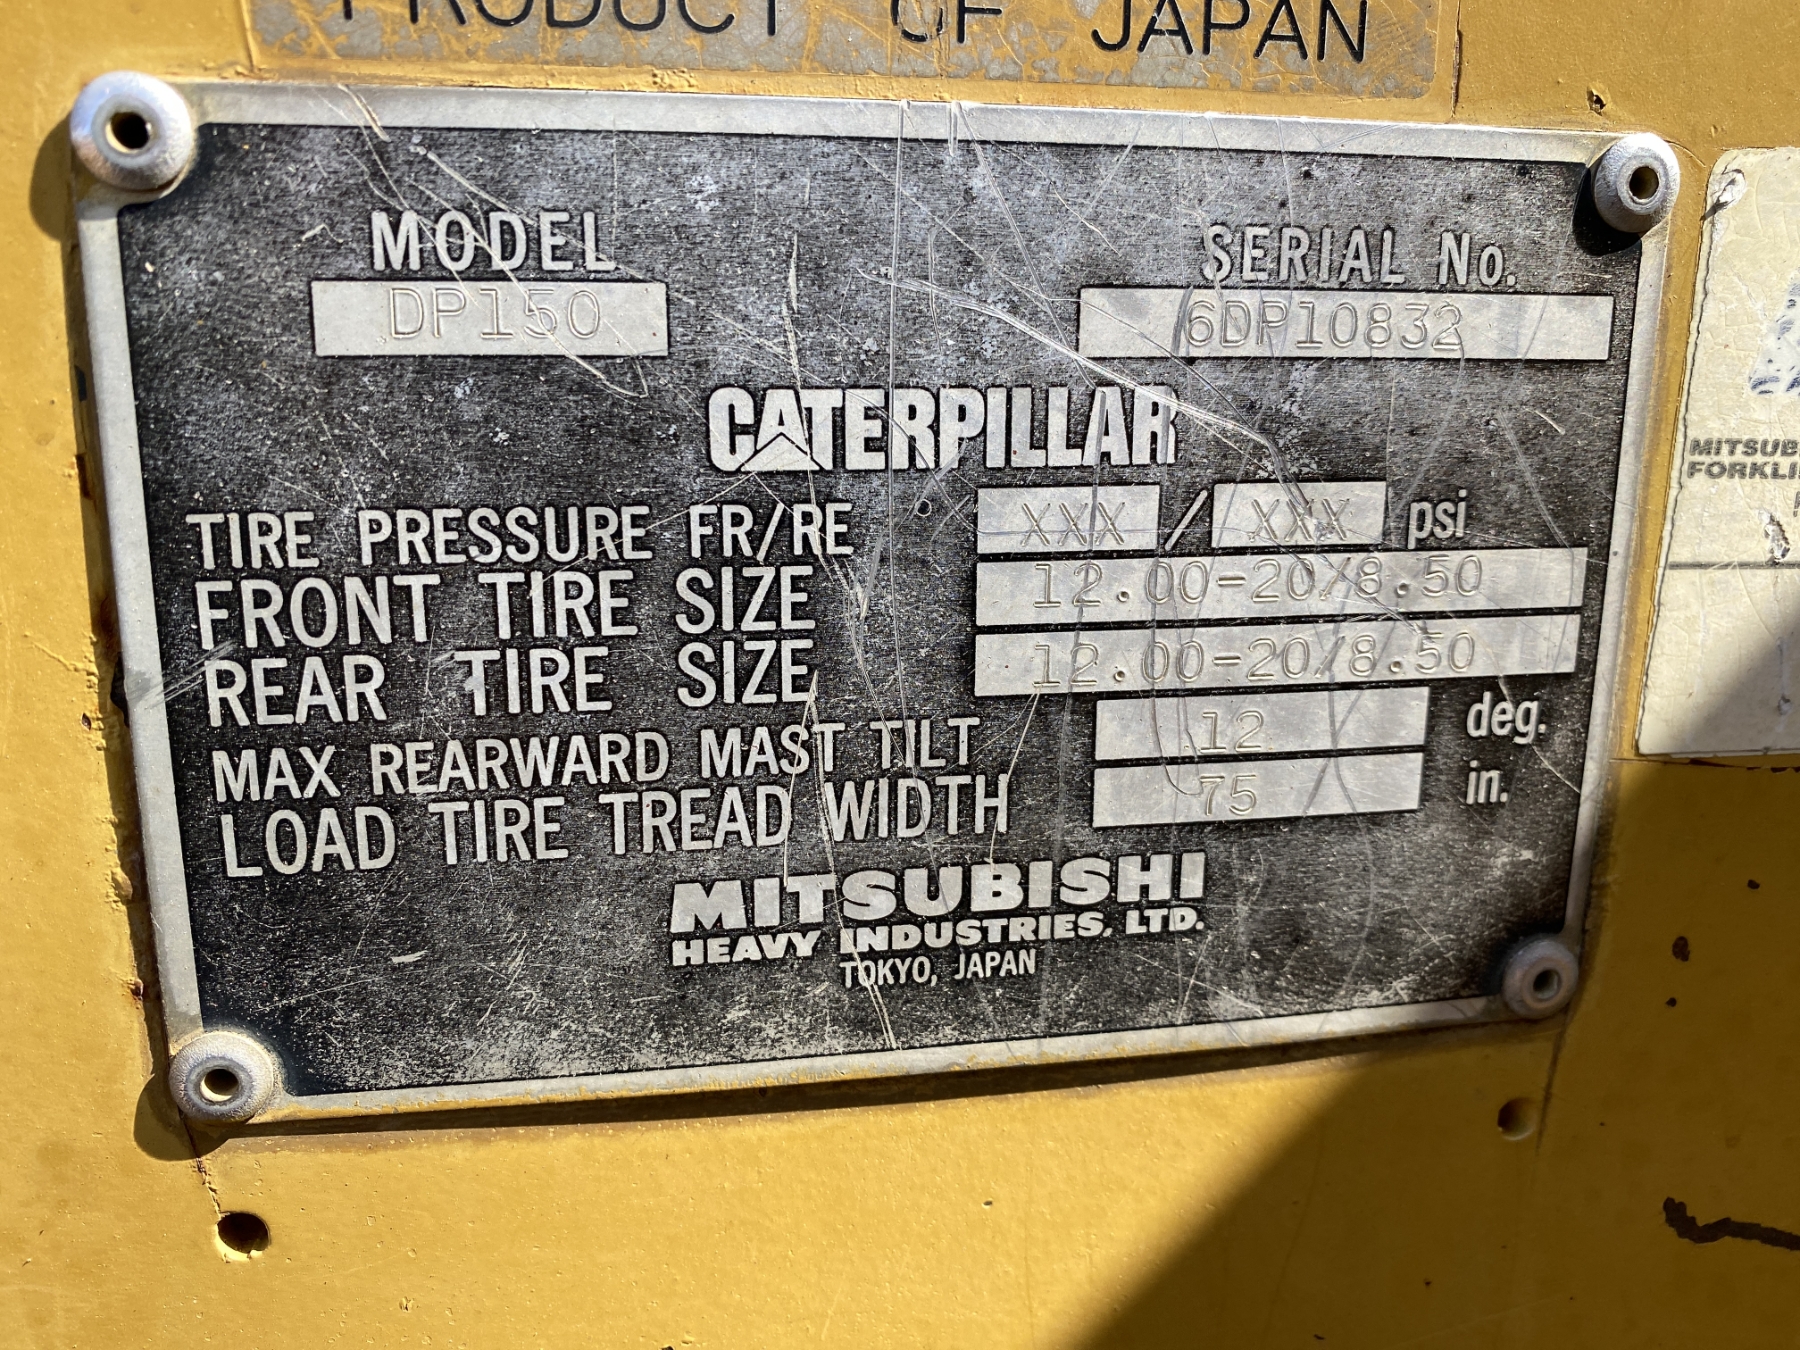 PRODUCT OF JAPAN
MODEL
DP150
SERIAL No.
6DP10832
CATERPILLAR
TIRE PRESSURE FR/RE XXX / XXX psi
FRONT TIRE SIZE 12.00-20/8.50
REAR TIRE SIZE 12.00-20/8.50
MAX REARWARD MAST TILT 12 deg.
LOAD TIRE TREAD WIDTH 75 in.
MITSUBISHI
HEAVY INDUSTRIES, LTD.
TOKYO, JAPAN
MITSUB
FORKLI